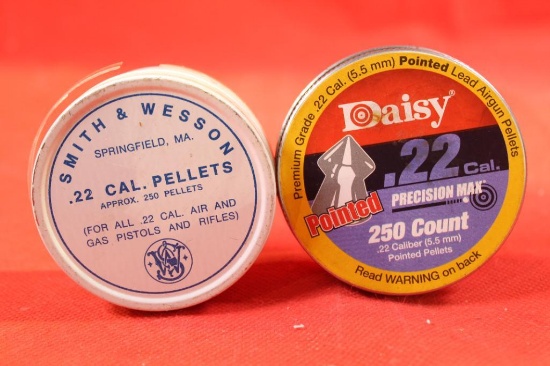 SMITH & WESSON
SPRINGFIELD, MA.
.22 CAL. PELLETS
APPROX. 250 PELLETS
(FOR ALL .22 CAL. AIR AND
GAS PISTOLS AND RIFLES)
Premium Grade .22 Cal. (5.5 mm) Pointed Lead Airgun Pellets
Daisy®
.22 Cal.
PRECISION MAX
Pointed
250 Count
.22 Caliber (5.5 mm)
Pointed Pellets
Read WARNING on back